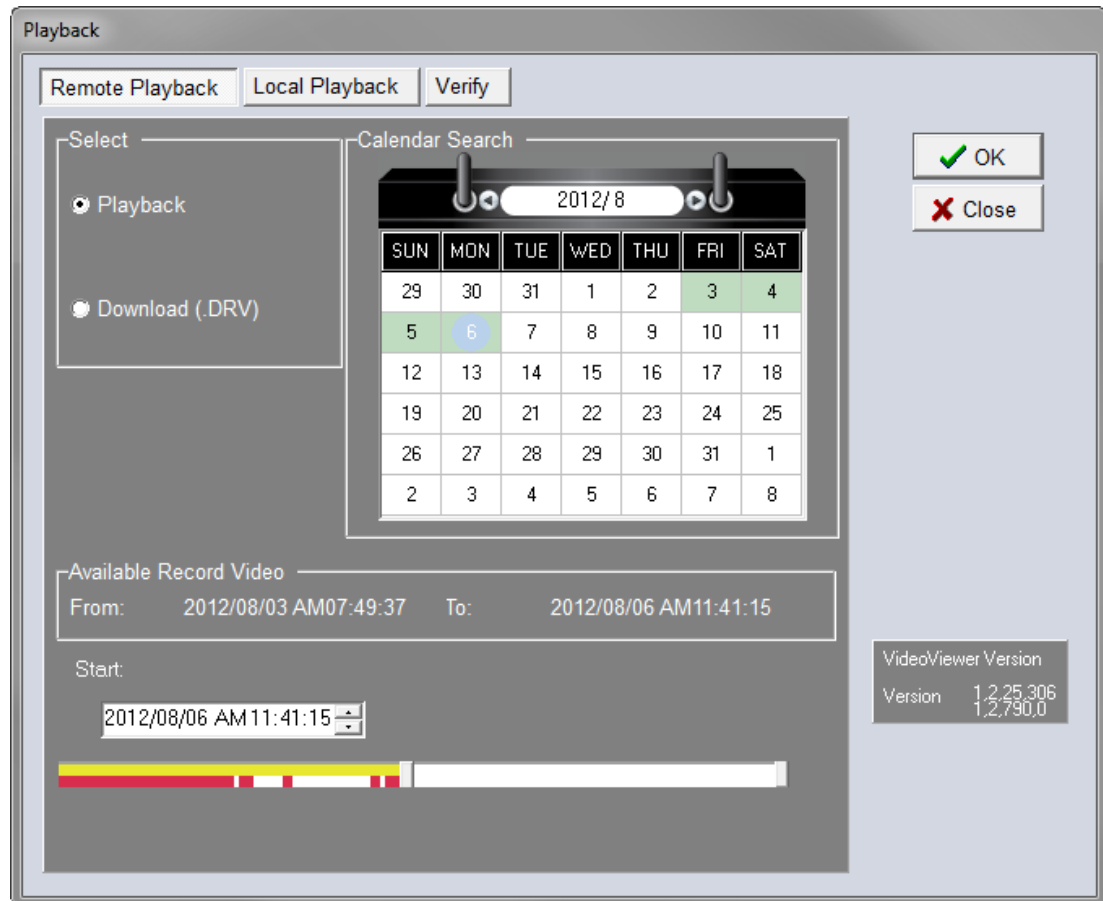 Playback
Remote Playback Local Playback Verify
Select
Playback
Download (.DRV)
Calendar Search
2012/ 8
SUN MON TUE WED THU FRI SAT
29 30 31 1 2 3 4
5 6 7 8 9 10 11
12 13 14 15 16 17 18
19 20 21 22 23 24 25
26 27 28 29 30 31 1
2 3 4 5 6 7 8
OK
Close
Available Record Video
From: 2012/08/03 AM07:49:37 To: 2012/08/06 AM11:41:15
Start:
2012/08/06 AM11:41:15
VideoViewer Version
Version 1,2,25,306
1,2,790,0